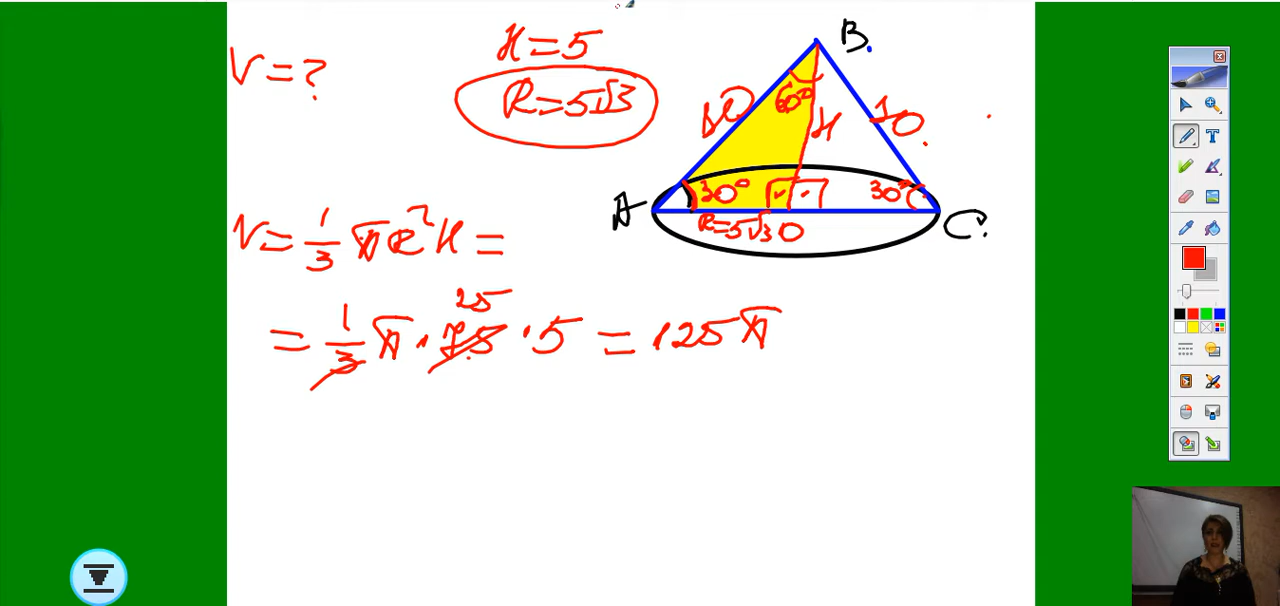 V = ?
H = 5
R = 5√3
V = 1/3 πR²H =
25
= 1/3 π · 75 · 5 = 125π
B.
10
60°
H
10
A
30°
30°
C.
R=5√3
O
T